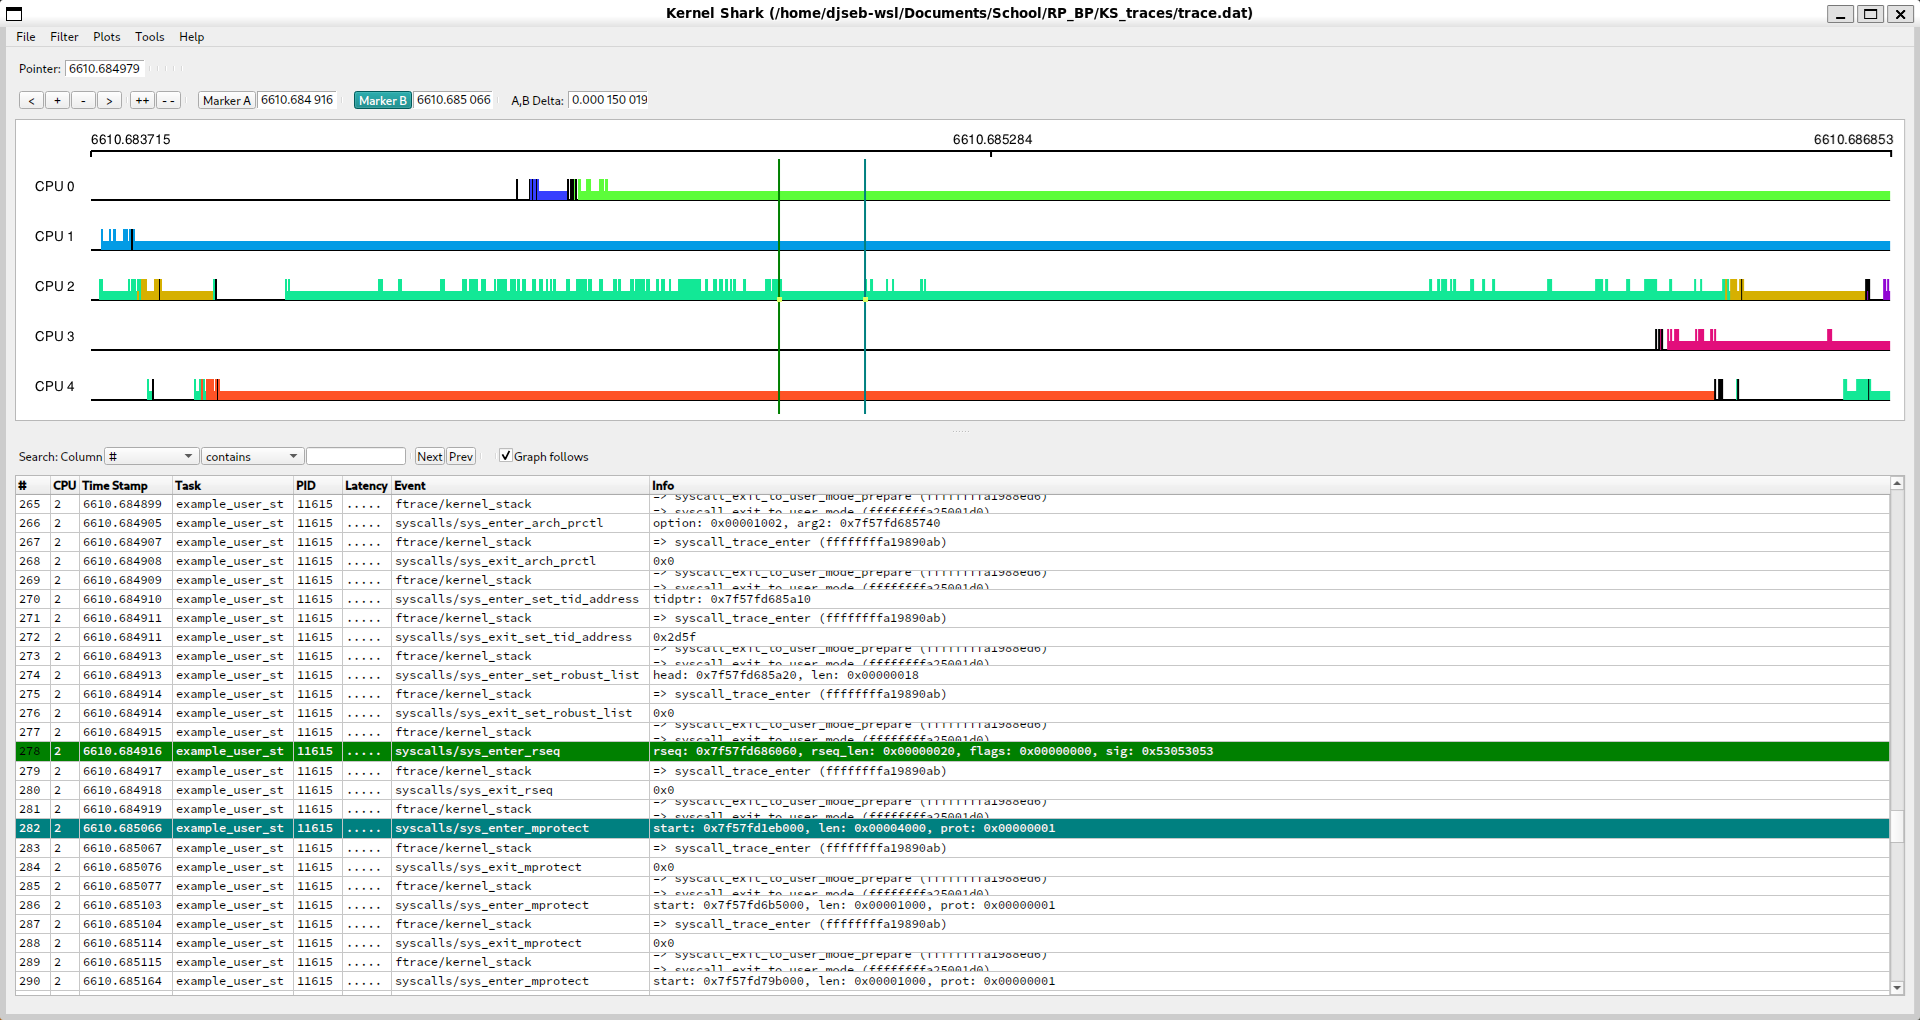 Kernel Shark (/home/djseb-wsl/Documents/School/RP_BP/KS_traces/trace.dat)
File Filter Plots Tools Help
Pointer: 6610.684979
< + - > ++ -- Marker A 6610.684 916 Marker B 6610.685 066 A,B Delta: 0.000 150 019
6610.683715 6610.685284 6610.686853
CPU 0
CPU 1
CPU 2
CPU 3
CPU 4
Search: Column # contains Next Prev Graph follows
# CPU Time Stamp Task PID Latency Event Info
265 2 6610.684899 example_user_st 11615 ..... ftrace/kernel_stack => syscall_exit_to_user_mode_prepare (ffffffffa1988ed6)
=> syscall_exit_to_user_mode (ffffffffa25001d0)
266 2 6610.684905 example_user_st 11615 ..... syscalls/sys_enter_arch_prctl option: 0x00001002, arg2: 0x7f57fd685740
267 2 6610.684907 example_user_st 11615 ..... ftrace/kernel_stack => syscall_trace_enter (ffffffffa19890ab)
268 2 6610.684908 example_user_st 11615 ..... syscalls/sys_exit_arch_prctl 0x0
269 2 6610.684909 example_user_st 11615 ..... ftrace/kernel_stack => syscall_exit_to_user_mode_prepare (ffffffffa1988ed6)
=> syscall_exit_to_user_mode (ffffffffa25001d0)
270 2 6610.684910 example_user_st 11615 ..... syscalls/sys_enter_set_tid_address tidptr: 0x7f57fd685a10
271 2 6610.684911 example_user_st 11615 ..... ftrace/kernel_stack => syscall_trace_enter (ffffffffa19890ab)
272 2 6610.684911 example_user_st 11615 ..... syscalls/sys_exit_set_tid_address 0x2d5f
273 2 6610.684913 example_user_st 11615 ..... ftrace/kernel_stack => syscall_exit_to_user_mode_prepare (ffffffffa1988ed6)
=> syscall_exit_to_user_mode (ffffffffa25001d0)
274 2 6610.684913 example_user_st 11615 ..... syscalls/sys_enter_set_robust_list head: 0x7f57fd685a20, len: 0x00000018
275 2 6610.684914 example_user_st 11615 ..... ftrace/kernel_stack => syscall_trace_enter (ffffffffa19890ab)
276 2 6610.684914 example_user_st 11615 ..... syscalls/sys_exit_set_robust_list 0x0
277 2 6610.684915 example_user_st 11615 ..... ftrace/kernel_stack => syscall_exit_to_user_mode_prepare (ffffffffa1988ed6)
=> syscall_exit_to_user_mode (ffffffffa25001d0)
278 2 6610.684916 example_user_st 11615 ..... syscalls/sys_enter_rseq rseq: 0x7f57fd686060, rseq_len: 0x00000020, flags: 0x00000000, sig: 0x53053053
279 2 6610.684917 example_user_st 11615 ..... ftrace/kernel_stack => syscall_trace_enter (ffffffffa19890ab)
280 2 6610.684918 example_user_st 11615 ..... syscalls/sys_exit_rseq 0x0
281 2 6610.684919 example_user_st 11615 ..... ftrace/kernel_stack => syscall_exit_to_user_mode_prepare (ffffffffa1988ed6)
=> syscall_exit_to_user_mode (ffffffffa25001d0)
282 2 6610.685066 example_user_st 11615 ..... syscalls/sys_enter_mprotect start: 0x7f57fd1eb000, len: 0x00004000, prot: 0x00000001
283 2 6610.685067 example_user_st 11615 ..... ftrace/kernel_stack => syscall_trace_enter (ffffffffa19890ab)
284 2 6610.685076 example_user_st 11615 ..... syscalls/sys_exit_mprotect 0x0
285 2 6610.685077 example_user_st 11615 ..... ftrace/kernel_stack => syscall_exit_to_user_mode_prepare (ffffffffa1988ed6)
=> syscall_exit_to_user_mode (ffffffffa25001d0)
286 2 6610.685103 example_user_st 11615 ..... syscalls/sys_enter_mprotect start: 0x7f57fd6b5000, len: 0x00001000, prot: 0x00000001
287 2 6610.685104 example_user_st 11615 ..... ftrace/kernel_stack => syscall_trace_enter (ffffffffa19890ab)
288 2 6610.685114 example_user_st 11615 ..... syscalls/sys_exit_mprotect 0x0
289 2 6610.685115 example_user_st 11615 ..... ftrace/kernel_stack => syscall_exit_to_user_mode_prepare (ffffffffa1988ed6)
=> syscall_exit_to_user_mode (ffffffffa25001d0)
290 2 6610.685164 example_user_st 11615 ..... syscalls/sys_enter_mprotect start: 0x7f57fd79b000, len: 0x00001000, prot: 0x00000001